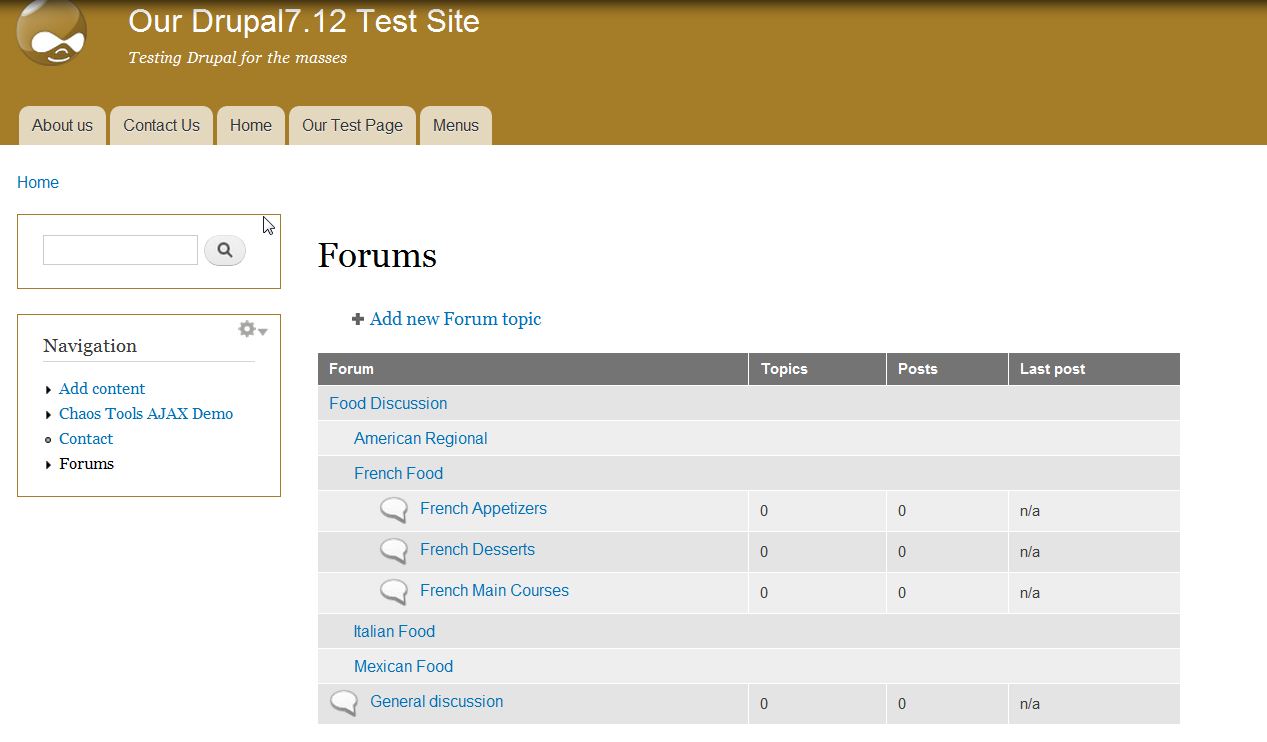 Our Drupal7.12 Test Site
Testing Drupal for the masses
About us Contact Us Home Our Test Page Menus
Home
Navigation
Add content
Chaos Tools AJAX Demo
Contact
Forums
Forums
Add new Forum topic
Forum Topics Posts Last post
Food Discussion
American Regional
French Food
French Appetizers 0 0 n/a
French Desserts 0 0 n/a
French Main Courses 0 0 n/a
Italian Food
Mexican Food
General discussion 0 0 n/a